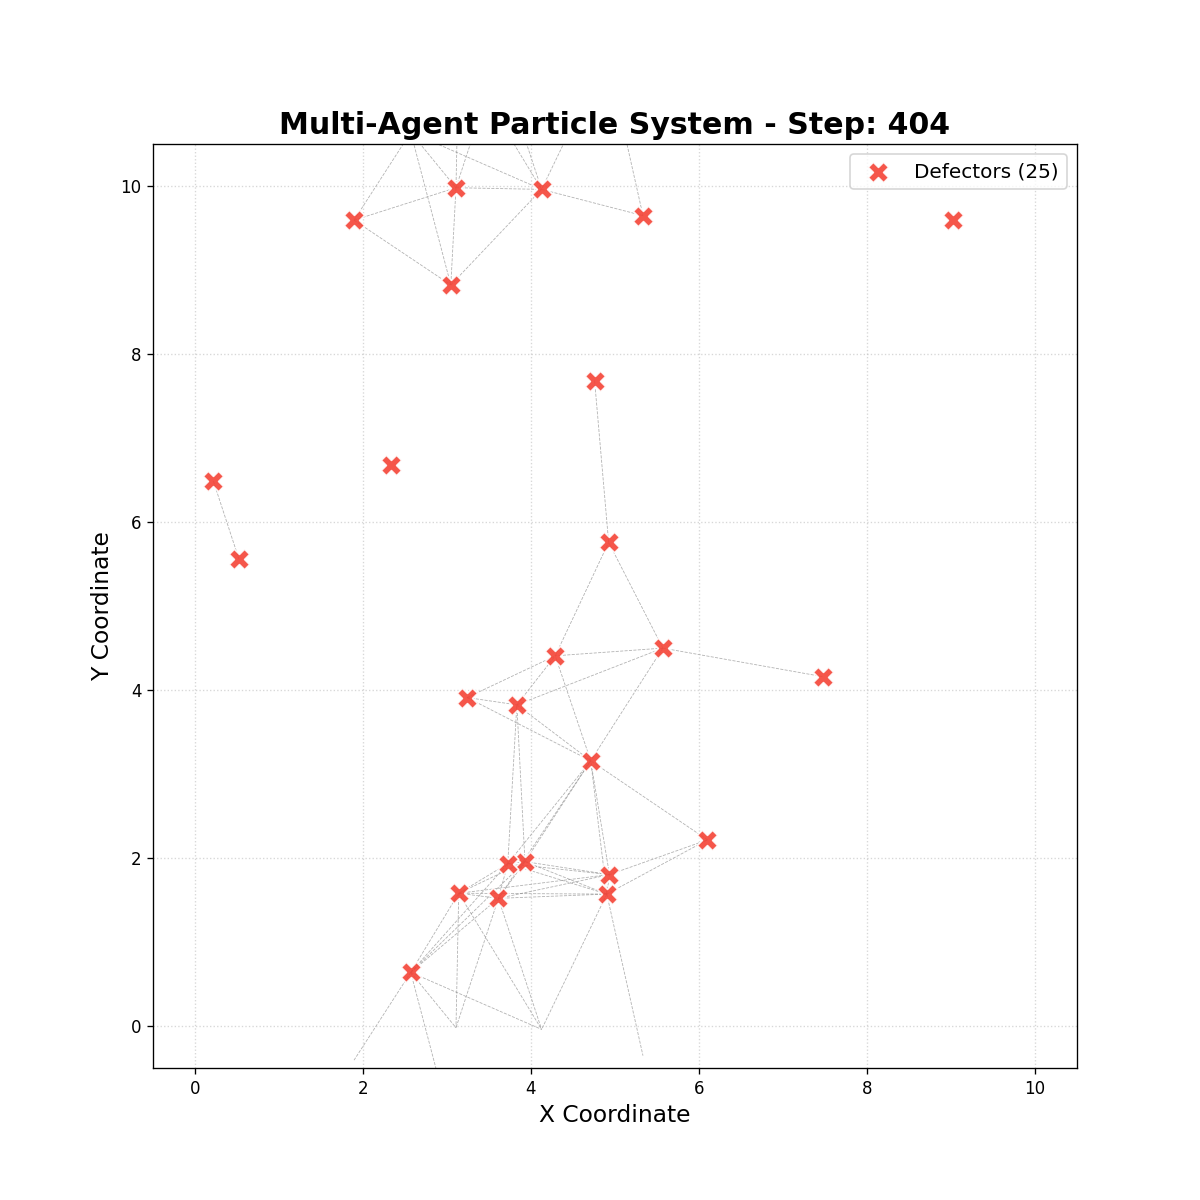 Multi-Agent Particle System - Step: 404
Defectors (25)
10
8
6
4
2
0
Y Coordinate
0 2 4 6 8 10
X Coordinate